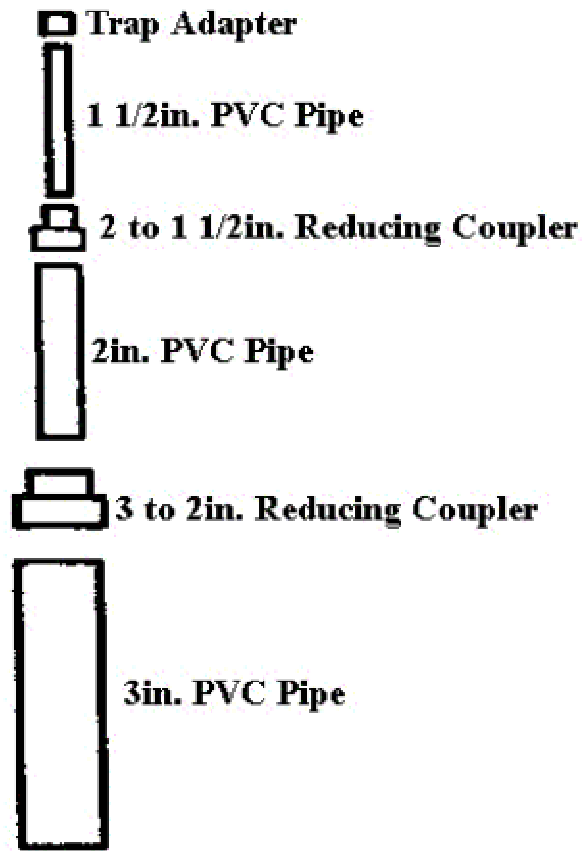 Trap Adapter
1 1/2in. PVC Pipe
2 to 1 1/2in. Reducing Coupler
2in. PVC Pipe
3 to 2in. Reducing Coupler
3in. PVC Pipe